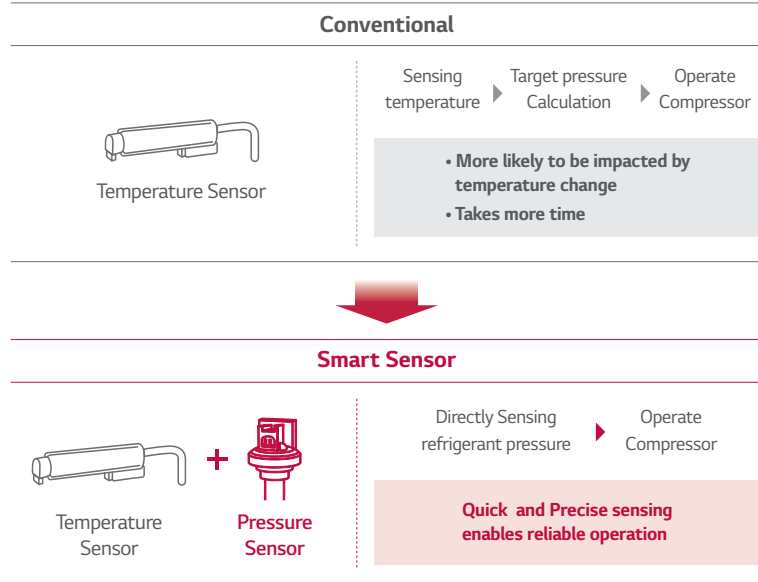 Conventional
Temperature Sensor
Sensing
temperature
Target pressure
Calculation
Operate
Compressor
• More likely to be impacted by
temperature change
• Takes more time
Smart Sensor
Temperature
Sensor
+
Pressure
Sensor
Directly Sensing
refrigerant pressure
Operate
Compressor
Quick and Precise sensing
enables reliable operation